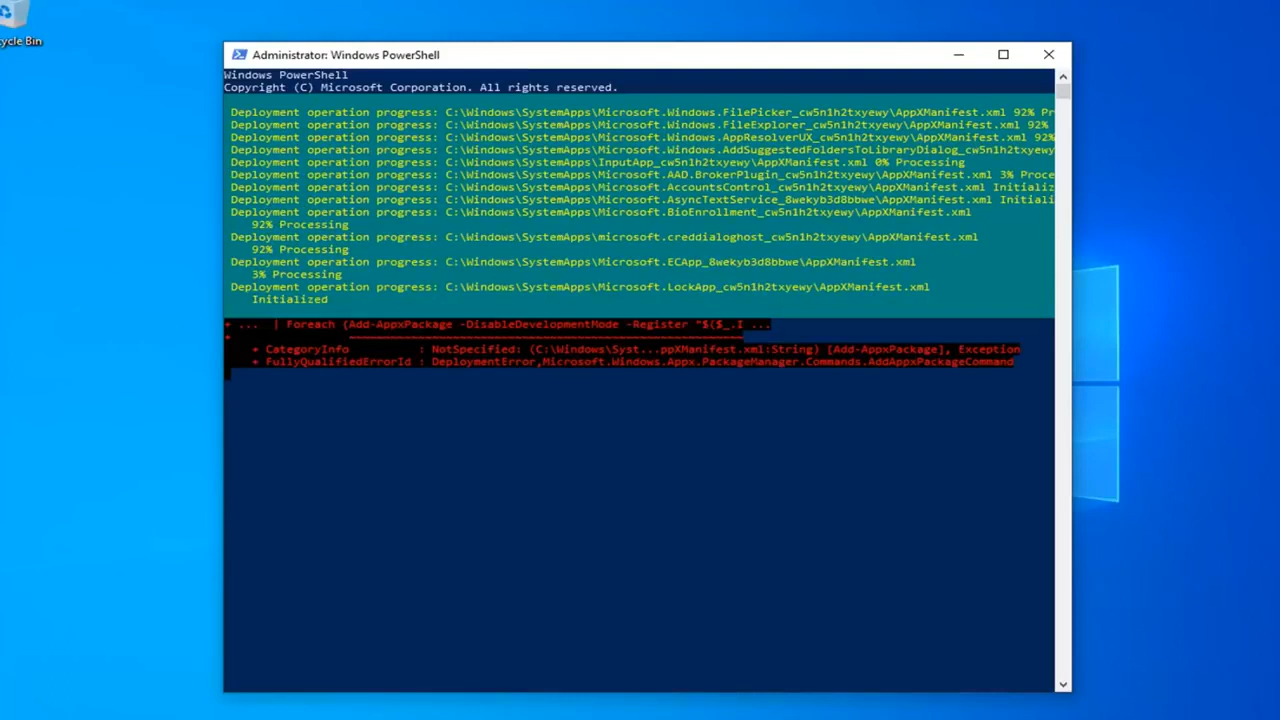 cycle Bin
Administrator: Windows PowerShell
Windows PowerShell
Copyright (C) Microsoft Corporation. All rights reserved.
Deployment operation progress: C:\Windows\SystemApps\Microsoft.Windows.FilePicker_cw5n1h2txyewy\AppXManifest.xml 92% Pr
Deployment operation progress: C:\Windows\SystemApps\Microsoft.Windows.FileExplorer_cw5n1h2txyewy\AppXManifest.xml 92%
Deployment operation progress: C:\Windows\SystemApps\Microsoft.Windows.AppResolverUX_cw5n1h2txyewy\AppXManifest.xml 92%
Deployment operation progress: C:\Windows\SystemApps\Microsoft.Windows.AddSuggestedFoldersToLibraryDialog_cw5n1h2txyewy
Deployment operation progress: C:\Windows\SystemApps\InputApp_cw5n1h2txyewy\AppXManifest.xml 0% Processing
Deployment operation progress: C:\Windows\SystemApps\Microsoft.AAD.BrokerPlugin_cw5n1h2txyewy\AppXManifest.xml 3% Proce
Deployment operation progress: C:\Windows\SystemApps\Microsoft.AccountsControl_cw5n1h2txyewy\AppXManifest.xml Initializ
Deployment operation progress: C:\Windows\SystemApps\Microsoft.AsyncTextService_8wekyb3d8bbwe\AppXManifest.xml Initiali
Deployment operation progress: C:\Windows\SystemApps\Microsoft.BioEnrollment_cw5n1h2txyewy\AppXManifest.xml
92% Processing
Deployment operation progress: C:\Windows\SystemApps\microsoft.creddialoghost_cw5n1h2txyewy\AppXManifest.xml
92% Processing
Deployment operation progress: C:\Windows\SystemApps\Microsoft.ECApp_8wekyb3d8bbwe\AppXManifest.xml
3% Processing
Deployment operation progress: C:\Windows\SystemApps\Microsoft.LockApp_cw5n1h2txyewy\AppXManifest.xml
Initialized
+ ... | Foreach {Add-AppxPackage -DisableDevelopmentMode -Register "$($_.I ...
+ ~~~~~~~~~~~~~~~~~~~~~~~~~~~~~~~~~~~~~~~~~~~~~~~~~~~~~~~~~
+ CategoryInfo : NotSpecified: (C:\Windows\Syst...ppXManifest.xml:String) [Add-AppxPackage], Exception
+ FullyQualifiedErrorId : DeploymentError,Microsoft.Windows.Appx.PackageManager.Commands.AddAppxPackageCommand